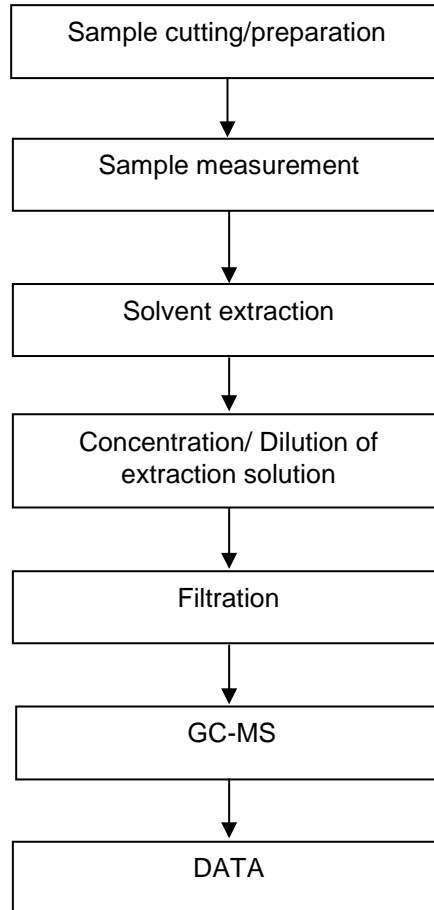 Sample cutting/preparation
Sample measurement
Solvent extraction
Concentration/ Dilution of
extraction solution
Filtration
GC-MS
DATA